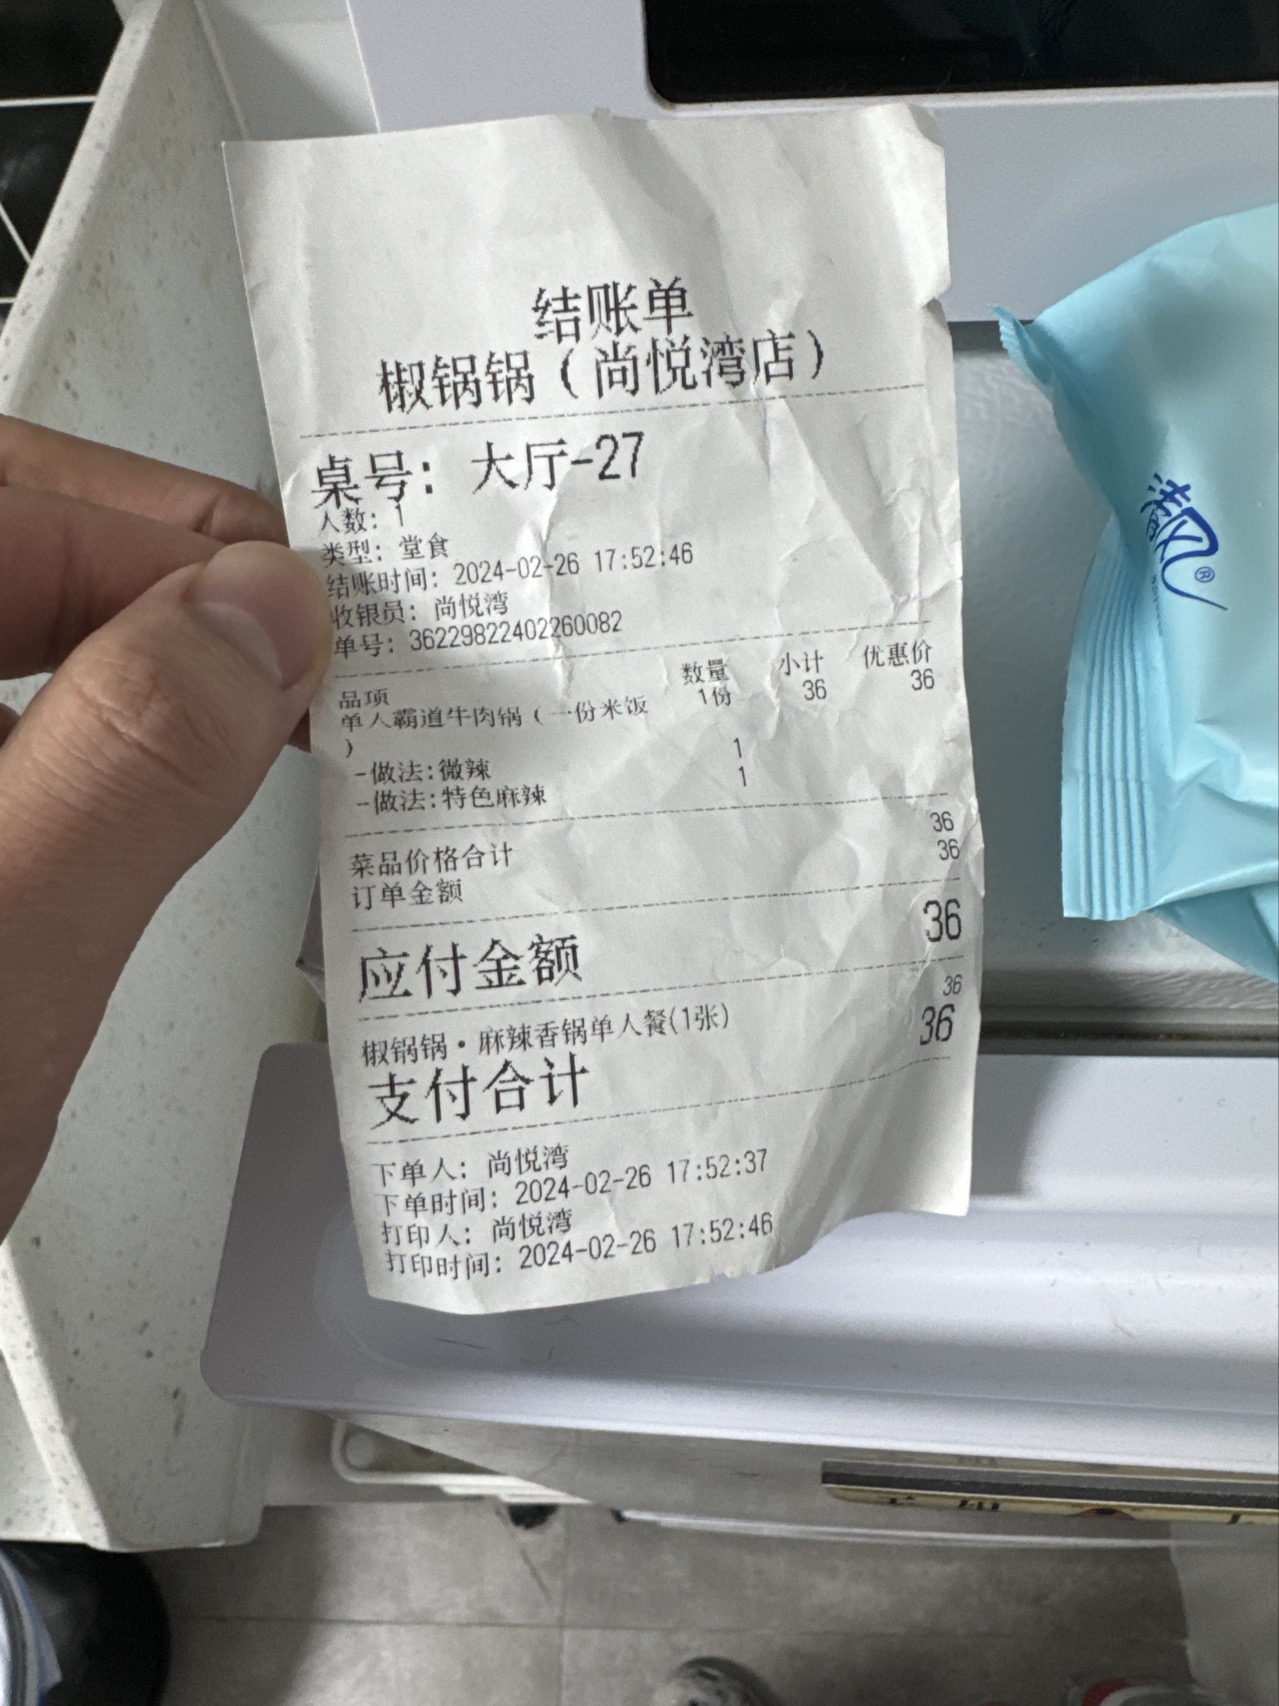 结账单
椒锅锅（尚悦湾店）
桌号：大厅-27
人数：1
类型：堂食
结账时间：2024-02-26 17:52:46
收银员：尚悦湾
单号：36229822402260082
品项 数量 小计 优惠价
单人霸道牛肉锅（一份米饭 1份 36 36
）
-做法:微辣 1
-做法:特色麻辣 1
菜品价格合计 36
订单金额 36
应付金额 36
椒锅锅·麻辣香锅单人餐(1张) 36
支付合计 36
下单人：尚悦湾
下单时间：2024-02-26 17:52:37
打印人：尚悦湾
打印时间：2024-02-26 17:52:46
清风®